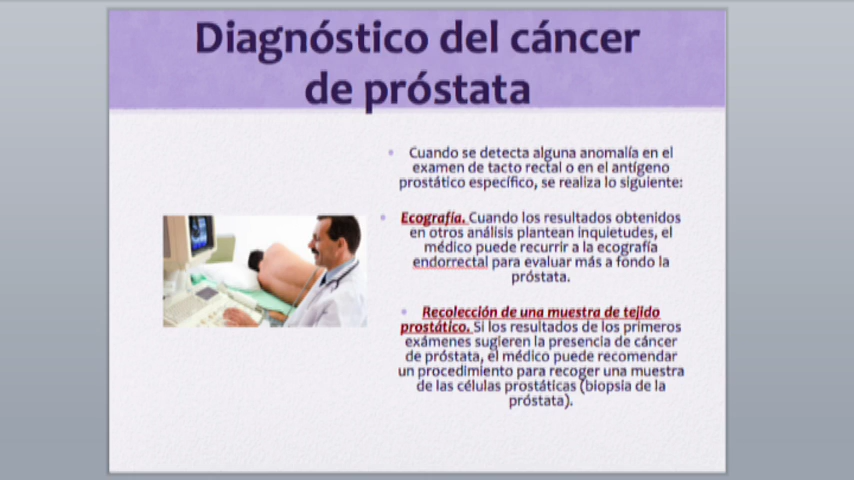 Diagnóstico del cáncer
de próstata
• Cuando se detecta alguna anomalía en el
examen de tacto rectal o en el antígeno
prostático específico, se realiza lo siguiente:
• Ecografía. Cuando los resultados obtenidos
en otros análisis plantean inquietudes, el
médico puede recurrir a la ecografía
endorrectal para evaluar más a fondo la
próstata.
• Recolección de una muestra de tejido
prostático. Si los resultados de los primeros
exámenes sugieren la presencia de cáncer
de próstata, el médico puede recomendar
un procedimiento para recoger una muestra
de las células prostáticas (biopsia de la
próstata).